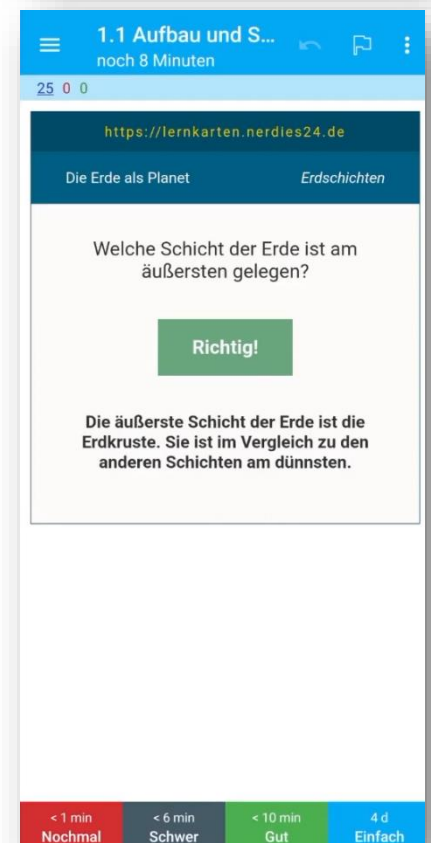 1.1 Aufbau und S...
noch 8 Minuten
25 0 0
https://lernkarten.nerdies24.de
Die Erde als Planet Erdschichten
Welche Schicht der Erde ist am
äußersten gelegen?
Richtig!
Die äußerste Schicht der Erde ist die
Erdkruste. Sie ist im Vergleich zu den
anderen Schichten am dünnsten.
< 1 min < 6 min < 10 min 4 d
Nochmal Schwer Gut Einfach